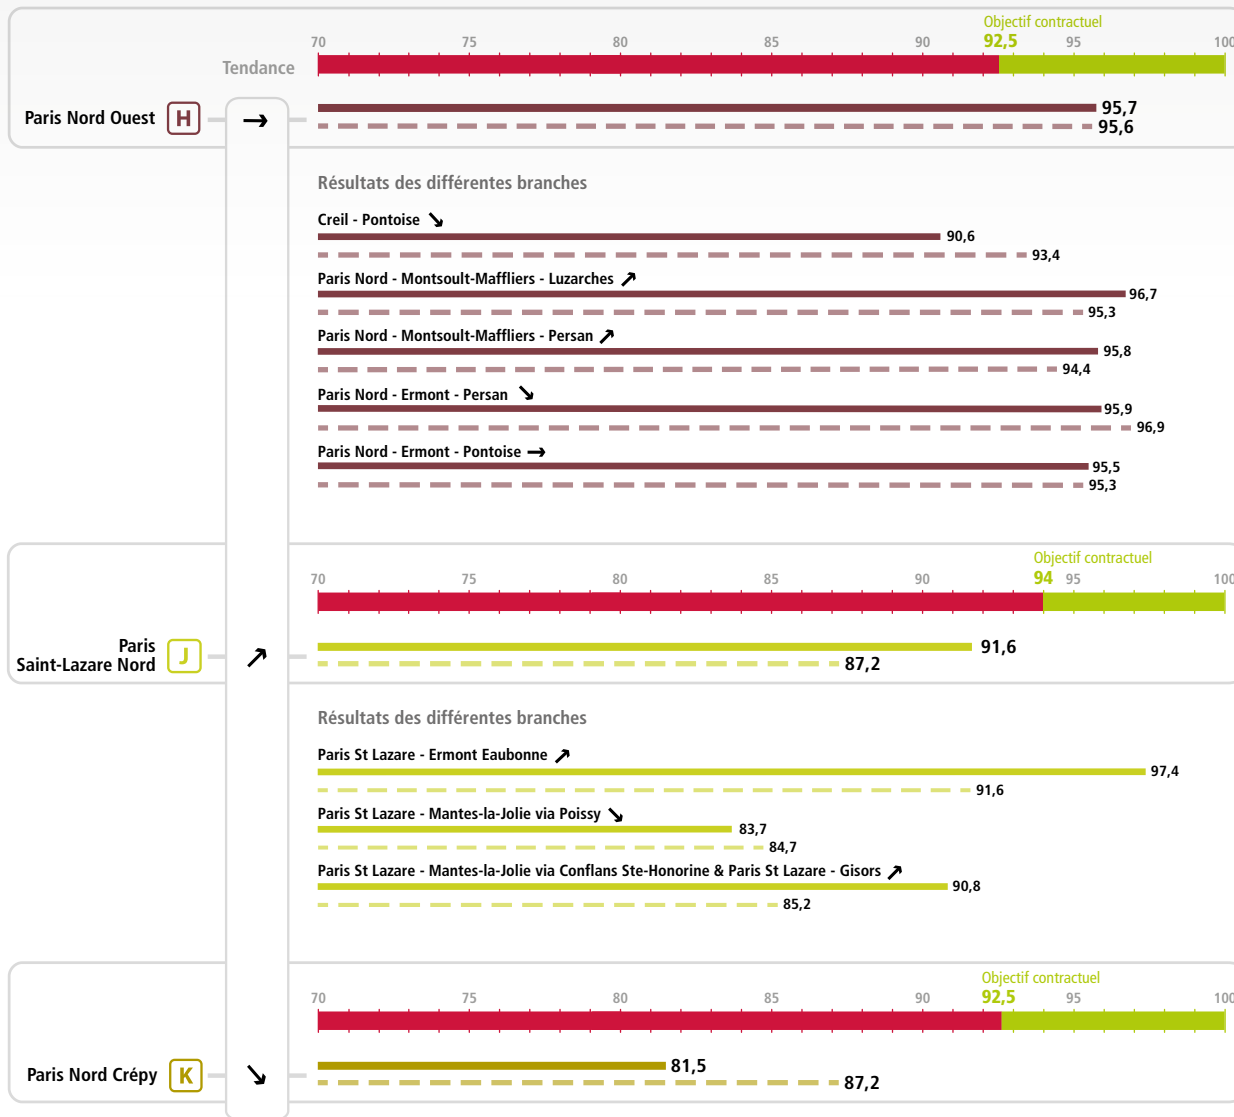 Objectif contractuel
70 75 80 85 90 92,5 95 100
Tendance
Paris Nord Ouest H → 95,7
95,6
Résultats des différentes branches
Creil - Pontoise ↘
90,6
93,4
Paris Nord - Montsoult-Maffliers - Luzarches ↗
96,7
95,3
Paris Nord - Montsoult-Maffliers - Persan ↗
95,8
94,4
Paris Nord - Ermont - Persan ↘
95,9
96,9
Paris Nord - Ermont - Pontoise →
95,5
95,3
Objectif contractuel
70 75 80 85 90 94 95 100
Paris
Saint-Lazare Nord J ↗ 91,6
87,2
Résultats des différentes branches
Paris St Lazare - Ermont Eaubonne ↗
97,4
91,6
Paris St Lazare - Mantes-la-Jolie via Poissy ↘
83,7
84,7
Paris St Lazare - Mantes-la-Jolie via Conflans Ste-Honorine & Paris St Lazare - Gisors ↗
90,8
85,2
Objectif contractuel
70 75 80 85 90 92,5 95 100
Paris Nord Crépy K ↘ 81,5
87,2